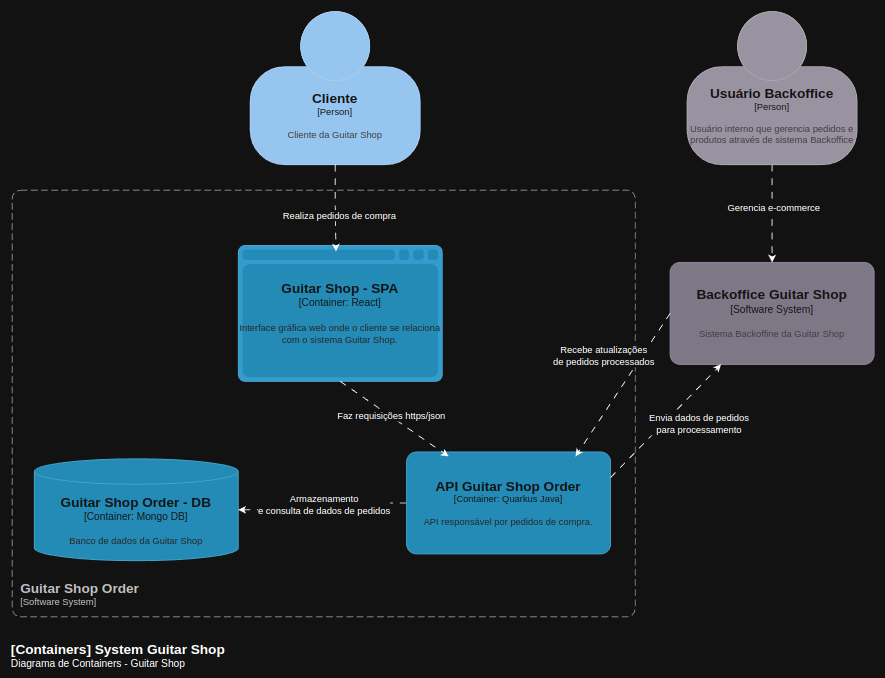 Cliente
[Person]
Cliente da Guitar Shop
Usuário Backoffice
[Person]
Usuário interno que gerencia pedidos e
produtos através de sistema Backoffice
Realiza pedidos de compra
Gerencia e-commerce
Guitar Shop - SPA
[Container: React]
Interface gráfica web onde o cliente se relaciona
com o sistema Guitar Shop.
Backoffice Guitar Shop
[Software System]
Sistema Backoffine da Guitar Shop
Recebe atualizações
de pedidos processados
Faz requisições https/json
Envia dados de pedidos
para processamento
Guitar Shop Order - DB
[Container: Mongo DB]
Banco de dados da Guitar Shop
Armazenamento
e consulta de dados de pedidos
API Guitar Shop Order
[Container: Quarkus Java]
API responsável por pedidos de compra.
Guitar Shop Order
[Software System]
[Containers] System Guitar Shop
Diagrama de Containers - Guitar Shop